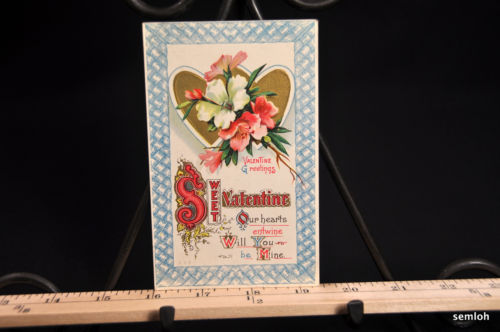 Valentine
Greetings
Sweet
Valentine
Our hearts
entwine
Will You
be Mine
semloh